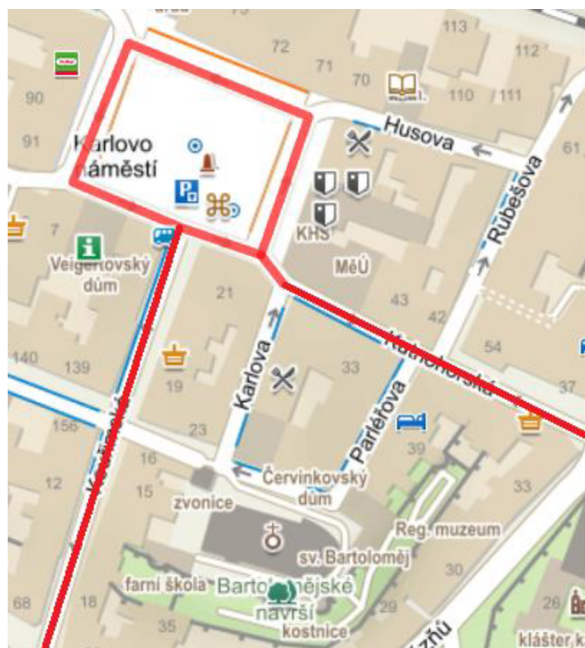 113
112
72
71
70
110
111
90
91
Karlovo
náměstí
Husova
Rubešova
61
P
i
KHS
MěÚ
7
Veigertovský
dům
21
43
42
Kutnohorská
54
37
140
139
19
Karlova
33
Parléřova
156
23
16
39
12
15
zvonice
Červinkovský
dům
33
Reg. muzeum
sv. Bartoloměj
farní škola
Bartolomějské
návrší
30
68
18
35
kostnice
29
26
klášter,